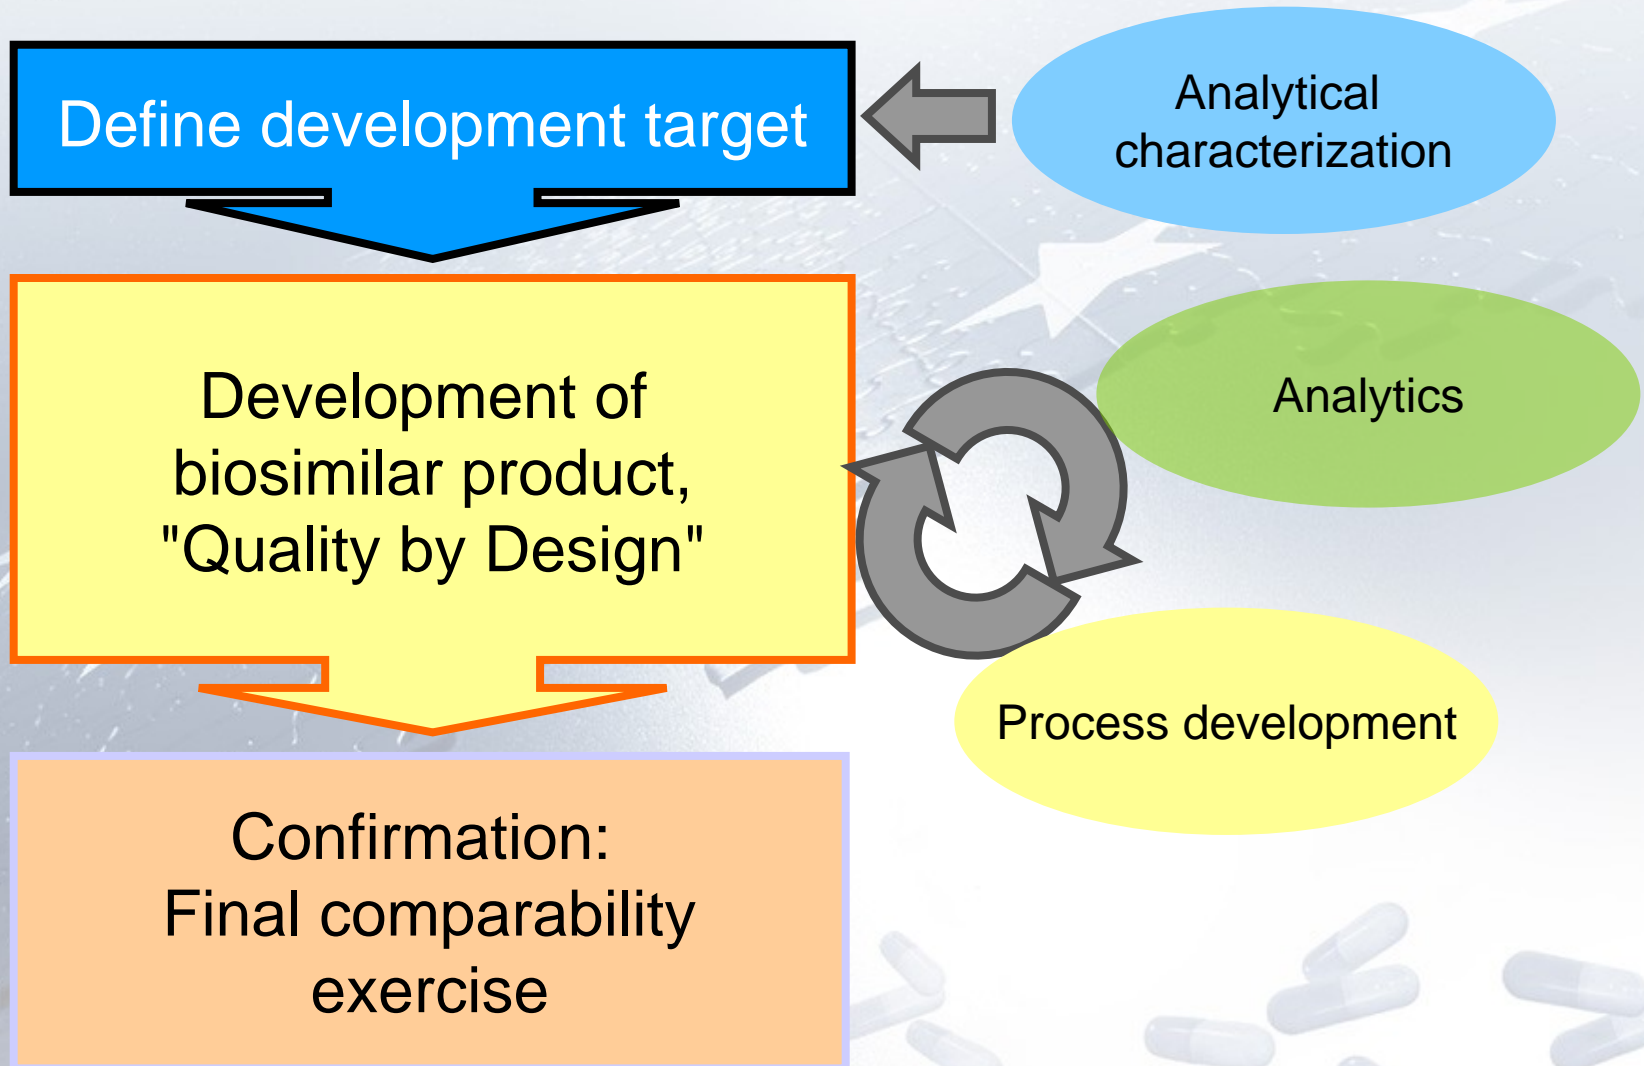 Define development target
Analytical
characterization
Development of
biosimilar product,
"Quality by Design"
Analytics
Process development
Confirmation:
Final comparability
exercise